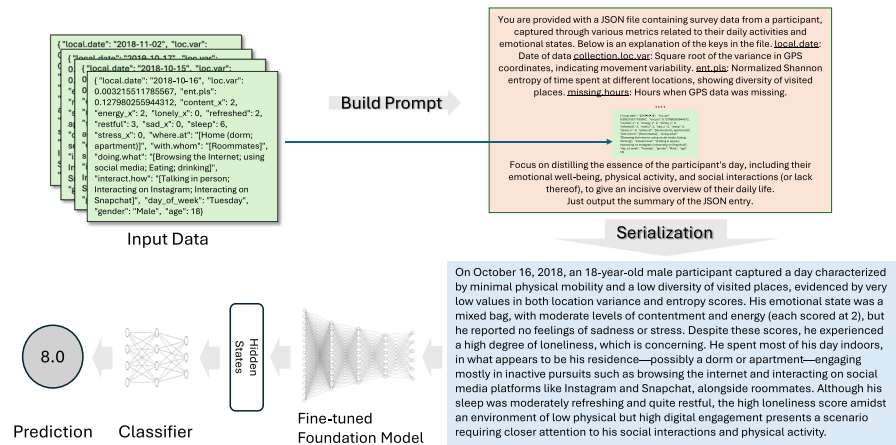 { "local.date": "2018-11-02", "loc.var":
{ "local.date": "2019-10-17", "loc.var":
{ "local.date": "2018-10-15", "loc.var":
{ "local.date": "2018-10-16", "loc.var":
0.003215511785567, "ent.pls":
0.127980255944312, "content_x": 2,
"energy_x": 2, "lonely_x": 0, "refreshed": 2,
"restful": 3, "sad_x": 0, "sleep": 6,
"stress_x": 0, "where.at": "[Home (dorm;
apartment)]", "with.whom": "[Roommates]",
"doing.what": "[Browsing the Internet; using
social media; Eating; drinking]",
"interact.how": "[Talking in person;
Interacting on Instagram; Interacting on
Snapchat]", "day_of_week": "Tuesday",
"gender": "Male", "age": 18}
Input Data
Build Prompt
You are provided with a JSON file containing survey data from a participant,
captured through various metrics related to their daily activities and
emotional states. Below is an explanation of the keys in the file. local.date:
Date of data collection.loc.var: Square root of the variance in GPS
coordinates, indicating movement variability. ent.pls: Normalized Shannon
entropy of time spent at different locations, showing diversity of visited
places. missing.hours: Hours when GPS data was missing.
....
Focus on distilling the essence of the participant's day, including their
emotional well-being, physical activity, and social interactions (or lack
thereof), to give an incisive overview of their daily life.
Just output the summary of the JSON entry.
Serialization
On October 16, 2018, an 18-year-old male participant captured a day characterized
by minimal physical mobility and a low diversity of visited places, evidenced by very
low values in both location variance and entropy scores. His emotional state was a
mixed bag, with moderate levels of contentment and energy (each scored at 2), but
he reported no feelings of sadness or stress. Despite these scores, he experienced
a high degree of loneliness, which is concerning. He spent most of his day indoors,
in what appears to be his residence—possibly a dorm or apartment—engaging
mostly in inactive pursuits such as browsing the internet and interacting on social
media platforms like Instagram and Snapchat, alongside roommates. Although his
sleep was moderately refreshing and quite restful, the high loneliness score amidst
an environment of low physical but high digital engagement presents a scenario
requiring closer attention to his social interactions and physical activity.
Fine-tuned
Foundation Model
Hidden
States
Classifier
8.0
Prediction